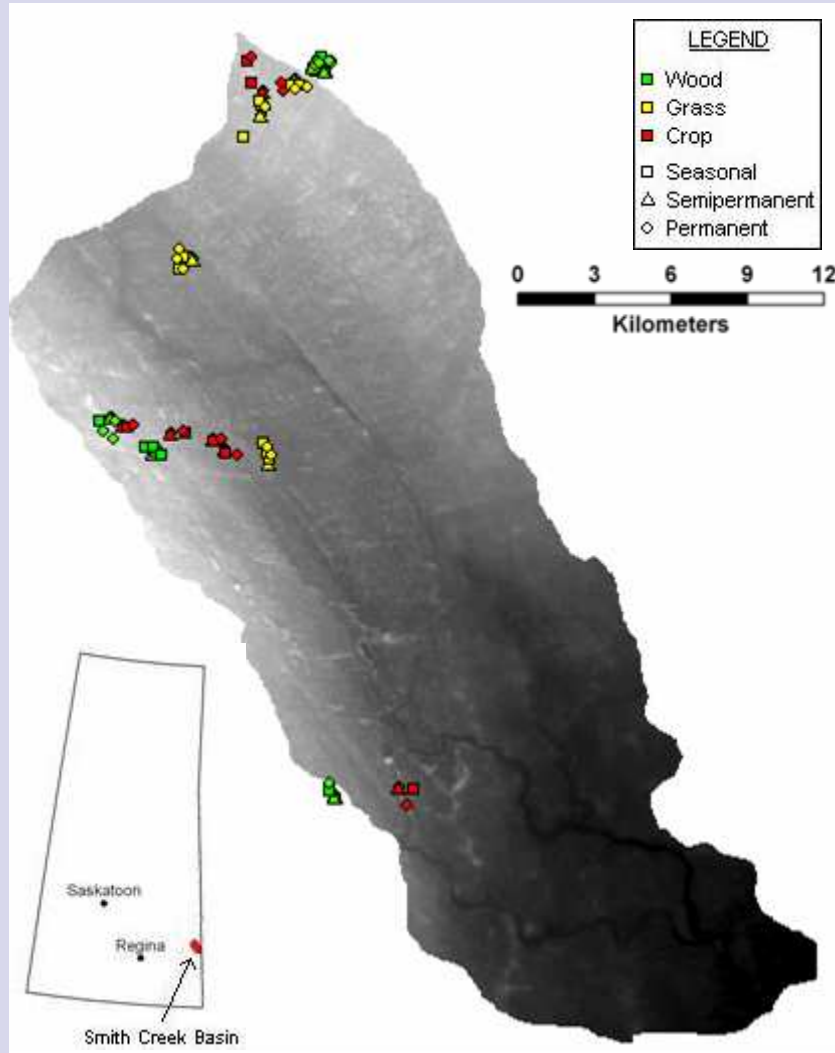 LEGEND
Wood
Grass
Crop
Seasonal
Semipermanent
Permanent
0 3 6 9 12
Kilometers
Saskatoon
Regina
Smith Creek Basin